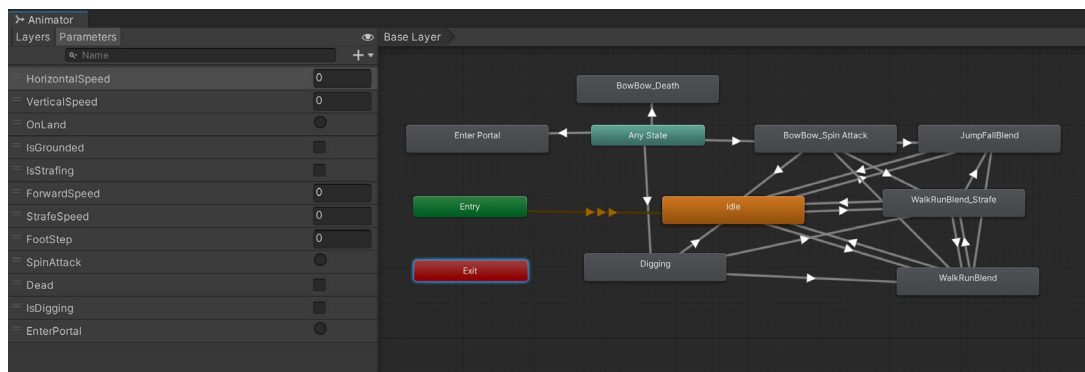 Animator
Layers Parameters
Base Layer
Name
HorizontalSpeed 0
VerticalSpeed 0
OnLand
IsGrounded
IsStrafing
ForwardSpeed 0
StrafeSpeed 0
FootStep 0
SpinAttack
Dead
IsDigging
EnterPortal
BowBow_Death
Enter Portal
Any State
BowBow_Spin Attack
JumpFallBlend
Entry
Idle
WalkRunBlend_Strafe
Exit
Digging
WalkRunBlend